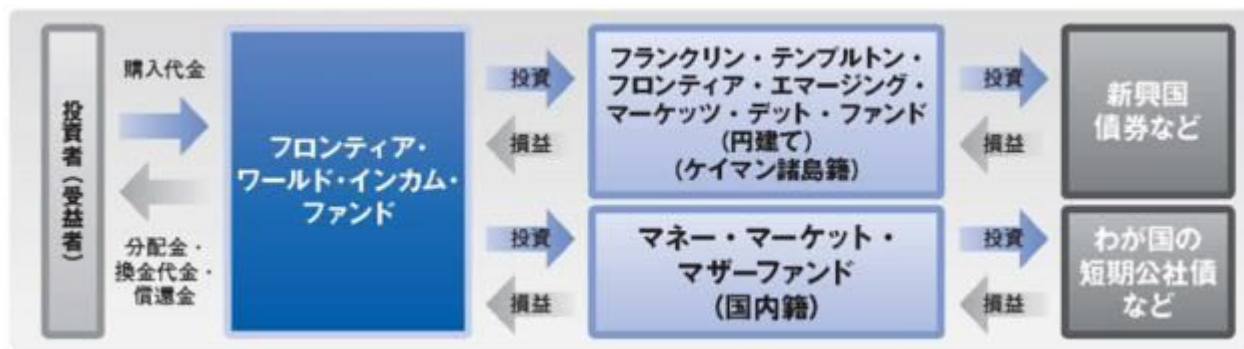 投資者(受益者)
購入代金
分配金・
換金代金・
償還金
フロンティア・
ワールド・インカム・
ファンド
投資
損益
フランクリン・テンプルトン・
フロンティア・エマージング・
マーケッツ・デット・ファンド
(円建て)
(ケイマン諸島籍)
投資
損益
新興国
債券など
投資
損益
マネー・マーケット・
マザーファンド
(国内籍)
投資
損益
わが国の
短期公社債
など